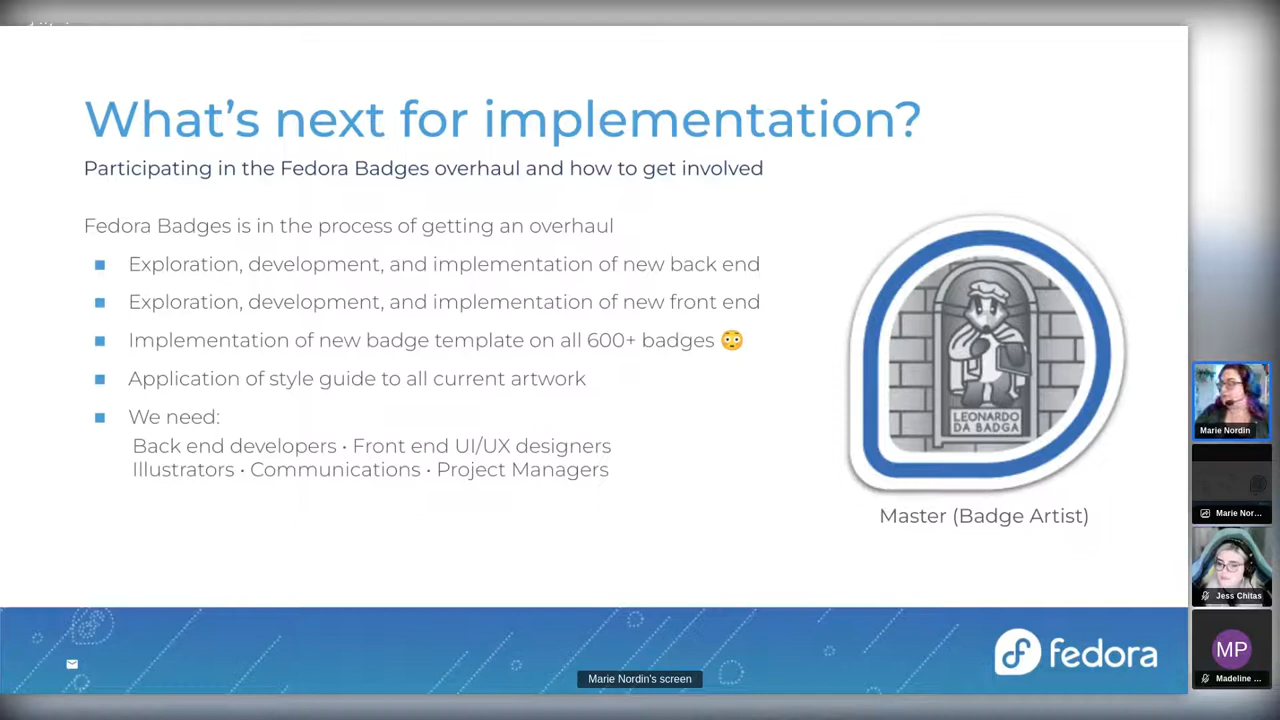 What's next for implementation?
Participating in the Fedora Badges overhaul and how to get involved
Fedora Badges is in the process of getting an overhaul
Exploration, development, and implementation of new back end
Exploration, development, and implementation of new front end
Implementation of new badge template on all 600+ badges 😳
Application of style guide to all current artwork
We need:
Back end developers • Front end UI/UX designers
Illustrators • Communications • Project Managers
LEONARDO
DA BADGA
Master (Badge Artist)
fedora
Marie Nordin's screen
Marie Nordin
Marie Nor...
Jess Chitas
MP
Madeline ...